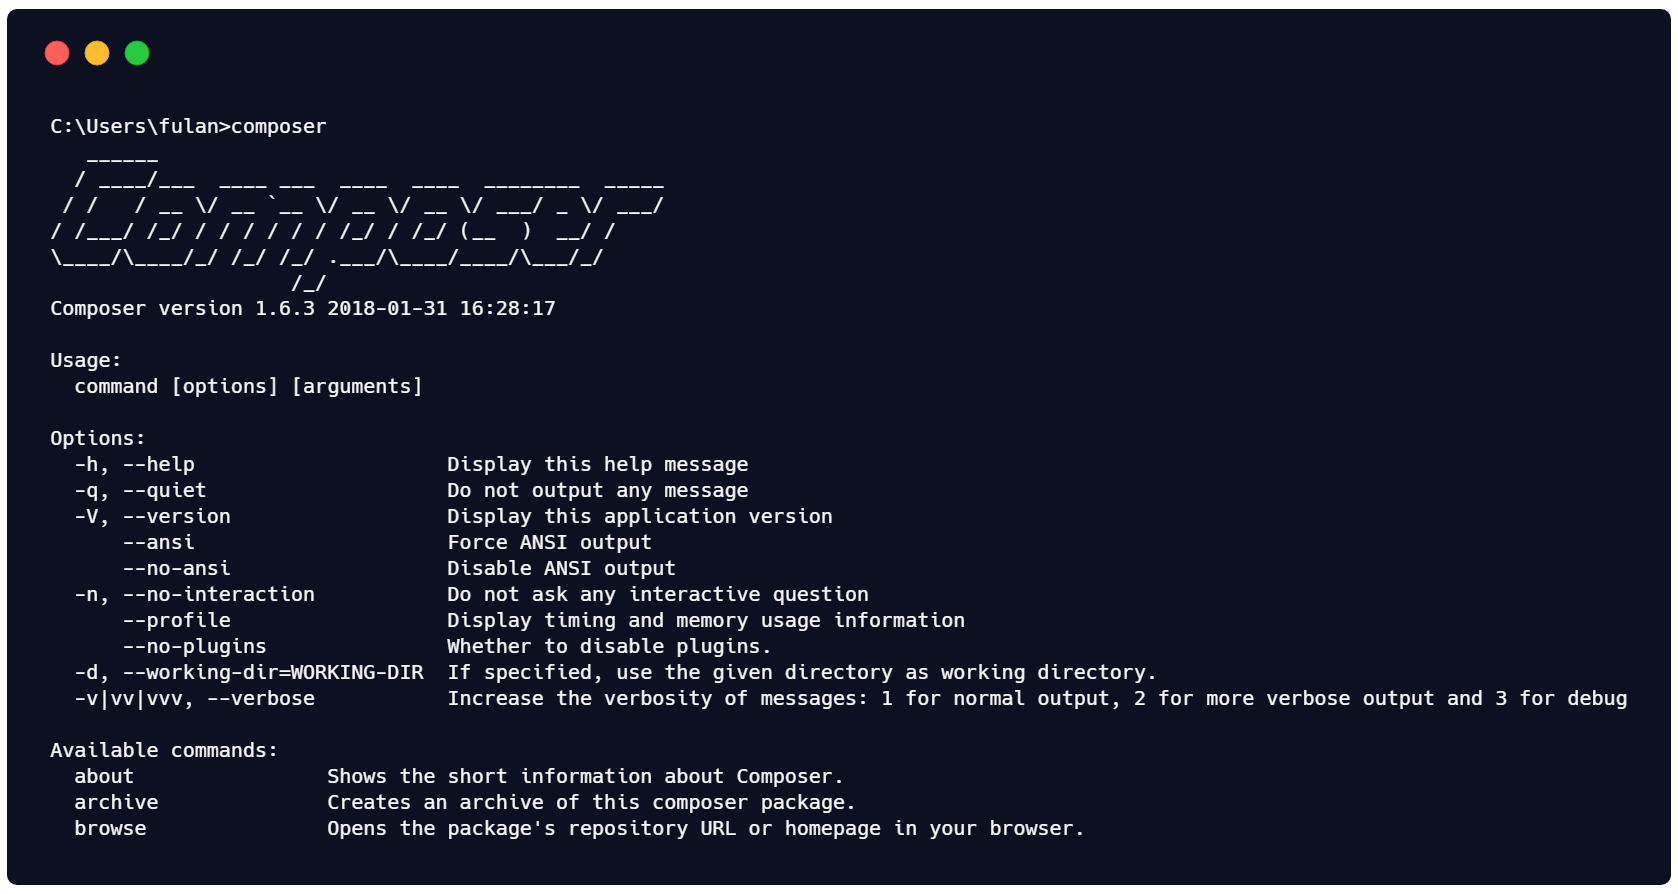 C:\Users\fulan>composer
   ______
  / ____/___  ____ ___  ____  ____  ________  _____
 / /   / __ \/ __ `__ \/ __ \/ __ \/ ___/ _ \/ ___/
/ /___/ /_/ / / / / / / /_/ / /_/ (__  )  __/ /
\____/\____/_/ /_/ /_/ .___/\____/____/\___/_/
                    /_/
Composer version 1.6.3 2018-01-31 16:28:17

Usage:
  command [options] [arguments]

Options:
  -h, --help                     Display this help message
  -q, --quiet                    Do not output any message
  -V, --version                  Display this application version
      --ansi                     Force ANSI output
      --no-ansi                  Disable ANSI output
  -n, --no-interaction           Do not ask any interactive question
      --profile                  Display timing and memory usage information
      --no-plugins               Whether to disable plugins.
  -d, --working-dir=WORKING-DIR  If specified, use the given directory as working directory.
  -v|vv|vvv, --verbose           Increase the verbosity of messages: 1 for normal output, 2 for more verbose output and 3 for debug

Available commands:
  about                Shows the short information about Composer.
  archive              Creates an archive of this composer package.
  browse               Opens the package's repository URL or homepage in your browser.